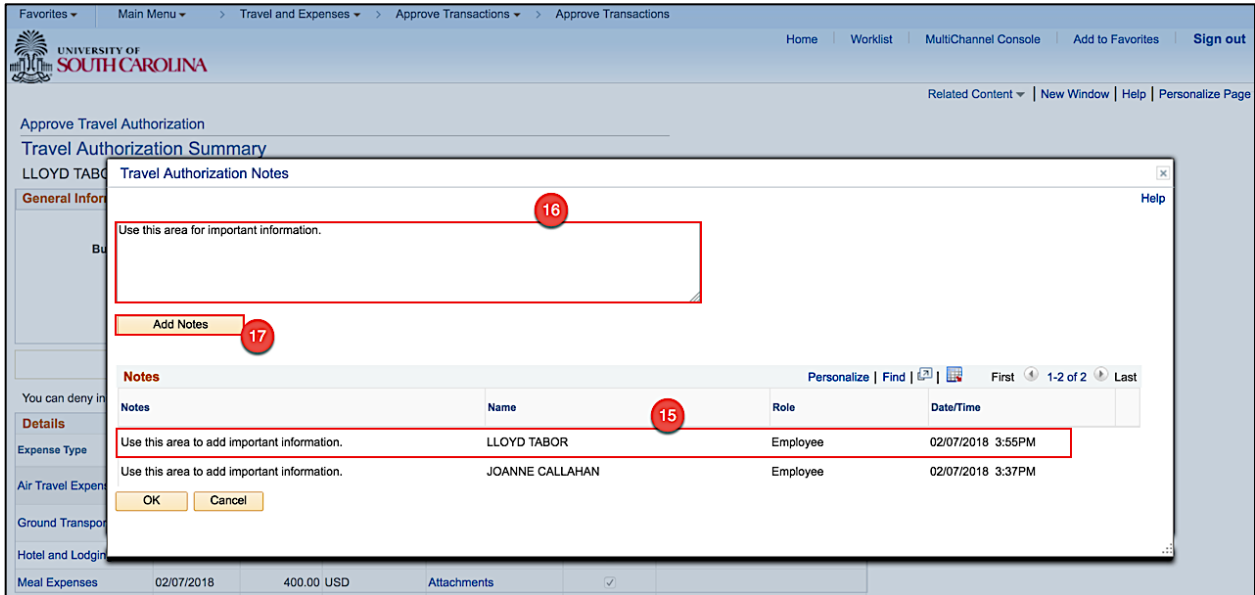 Favorites Main Menu > Travel and Expenses > Approve Transactions > Approve Transactions
UNIVERSITY OF
SOUTH CAROLINA
Home Worklist MultiChannel Console Add to Favorites Sign out
Related Content | New Window | Help | Personalize Page
Approve Travel Authorization
Travel Authorization Summary
LLOYD TABO
General Inforr
Bu
You can deny in
Details
Expense Type
Air Travel Expens
Ground Transpor
Hotel and Lodgin
Meal Expenses 02/07/2018 400.00 USD Attachments
Travel Authorization Notes
Help
16
Use this area for important information.
Add Notes
17
Notes Personalize | Find | | First 1-2 of 2 Last
Notes Name Role Date/Time
15
Use this area to add important information. LLOYD TABOR Employee 02/07/2018 3:55PM
Use this area to add important information. JOANNE CALLAHAN Employee 02/07/2018 3:37PM
OK Cancel